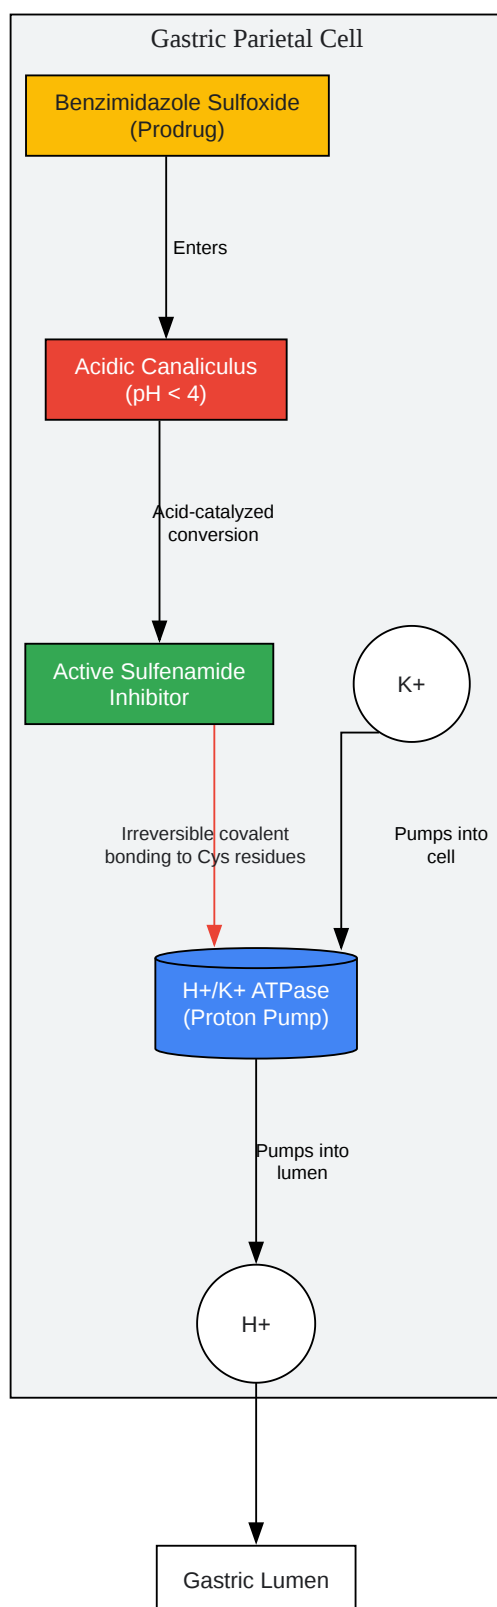 Gastric Parietal Cell
Benzimidazole Sulfoxide
(Prodrug)
Enters
Acidic Canaliculus
(pH < 4)
Acid-catalyzed
conversion
Active Sulfenamide
Inhibitor
K+
Irreversible covalent
bonding to Cys residues
Pumps into
cell
H+/K+ ATPase
(Proton Pump)
Pumps into
lumen
H+
Gastric Lumen